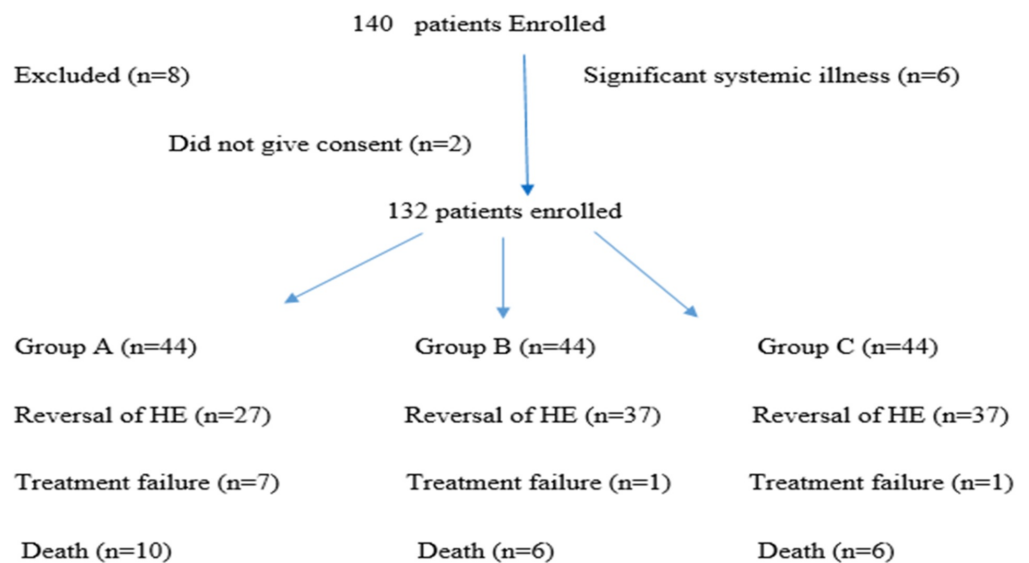 140 patients Enrolled
Excluded (n=8)
Significant systemic illness (n=6)
Did not give consent (n=2)
132 patients enrolled
Group A (n=44)
Group B (n=44)
Group C (n=44)
Reversal of HE (n=27)
Reversal of HE (n=37)
Reversal of HE (n=37)
Treatment failure (n=7)
Treatment failure (n=1)
Treatment failure (n=1)
Death (n=10)
Death (n=6)
Death (n=6)